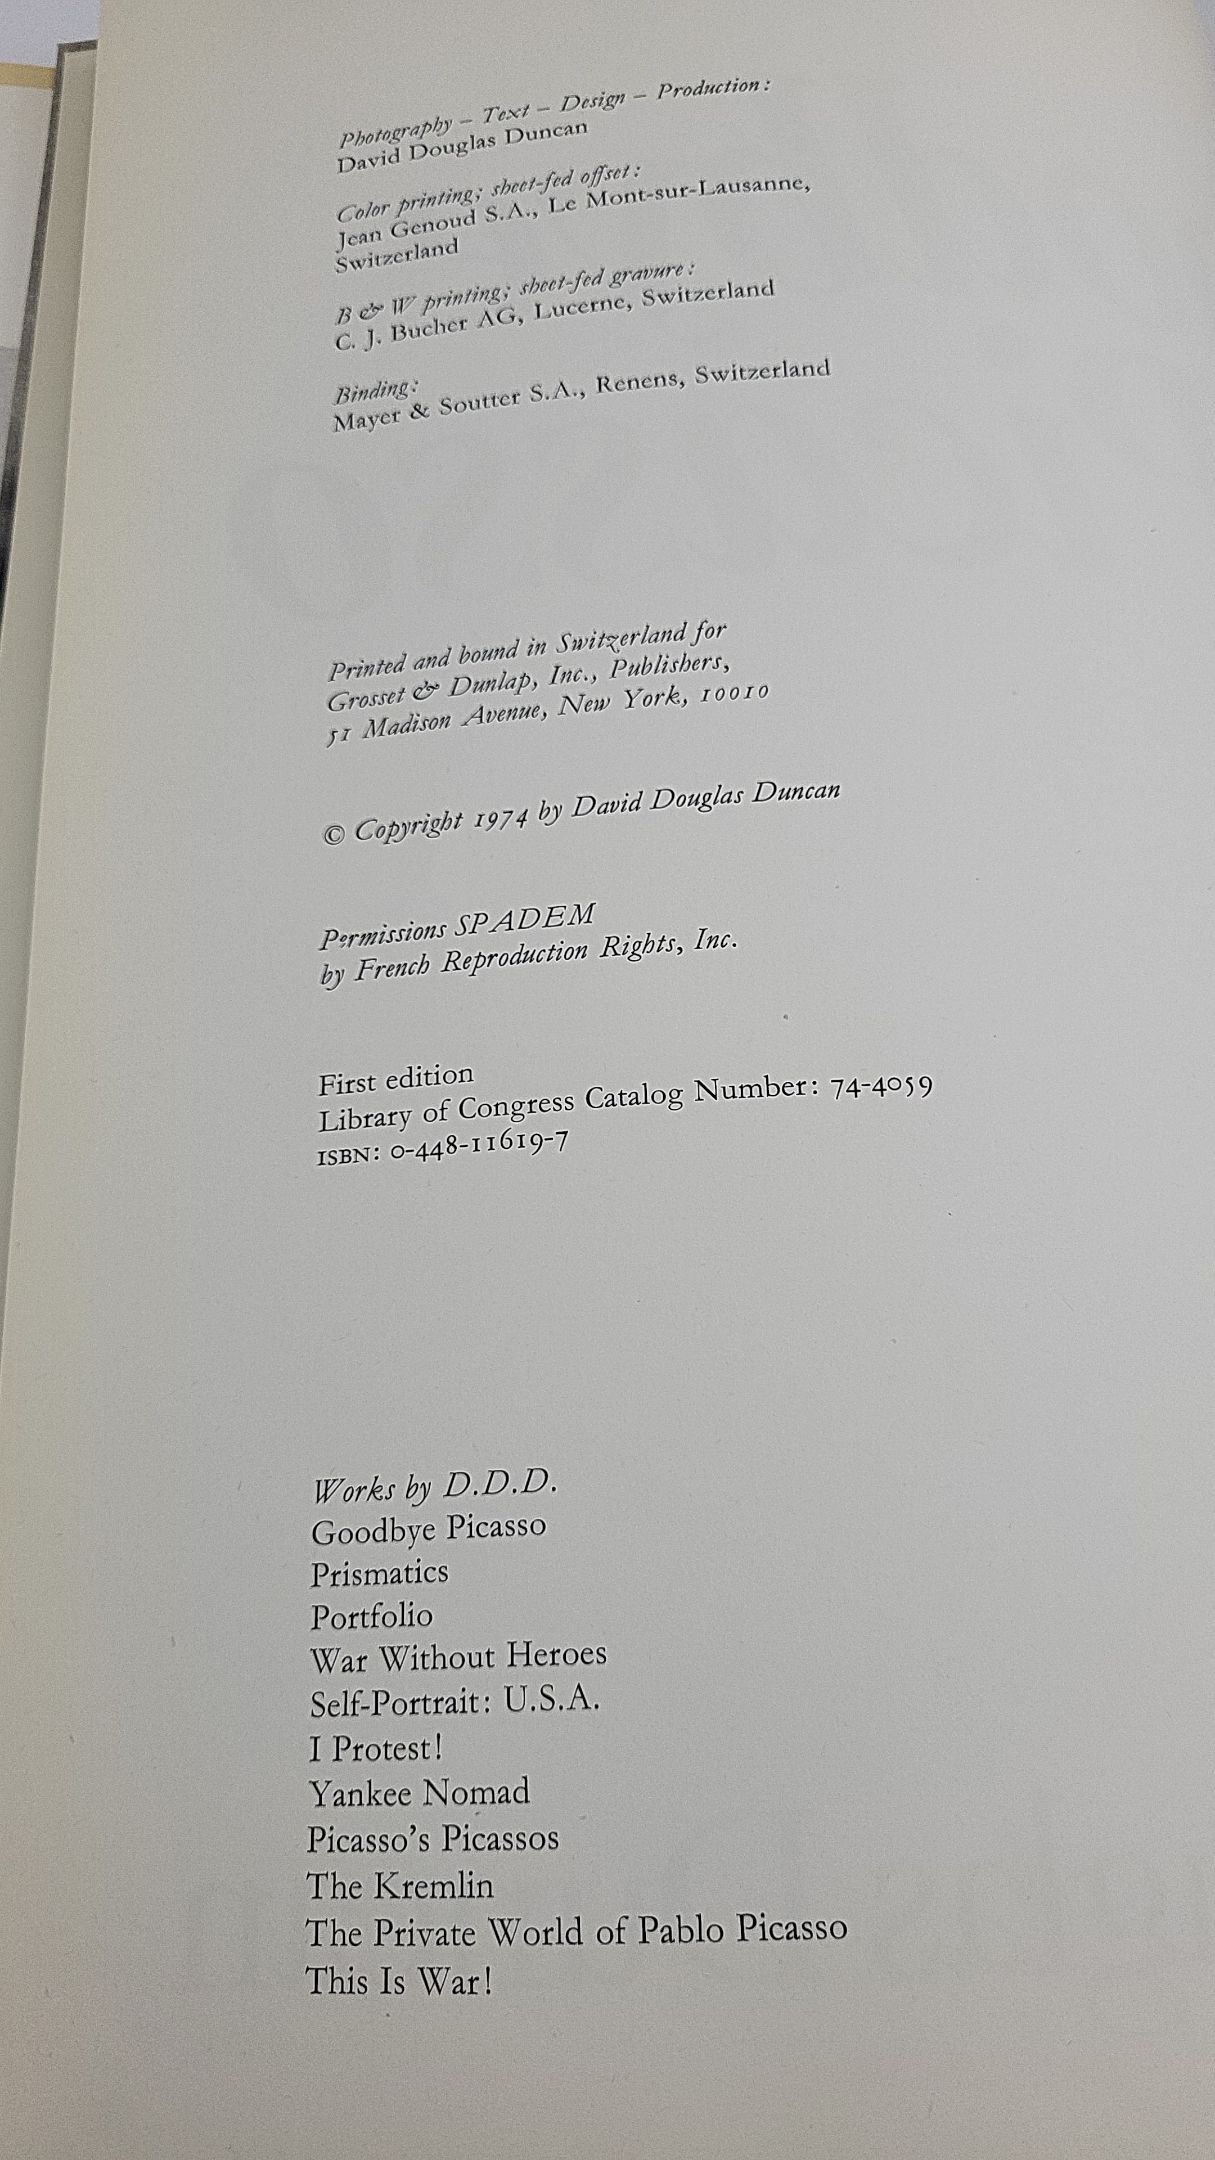 Photography – Text – Design – Production:
David Douglas Duncan
Color printing; sheet-fed offset:
Jean Genoud S.A., Le Mont-sur-Lausanne,
Switzerland
B & W printing; sheet-fed gravure:
C. J. Bucher AG, Lucerne, Switzerland
Binding:
Mayer & Soutter S.A., Renens, Switzerland
Printed and bound in Switzerland for
Grosset & Dunlap, Inc., Publishers,
51 Madison Avenue, New York, 10010
© Copyright 1974 by David Douglas Duncan
Permissions SPADEM
by French Reproduction Rights, Inc.
First edition
Library of Congress Catalog Number: 74-4059
ISBN: 0-448-11619-7
Works by D.D.D.
Goodbye Picasso
Prismatics
Portfolio
War Without Heroes
Self-Portrait: U.S.A.
I Protest!
Yankee Nomad
Picasso's Picassos
The Kremlin
The Private World of Pablo Picasso
This Is War!